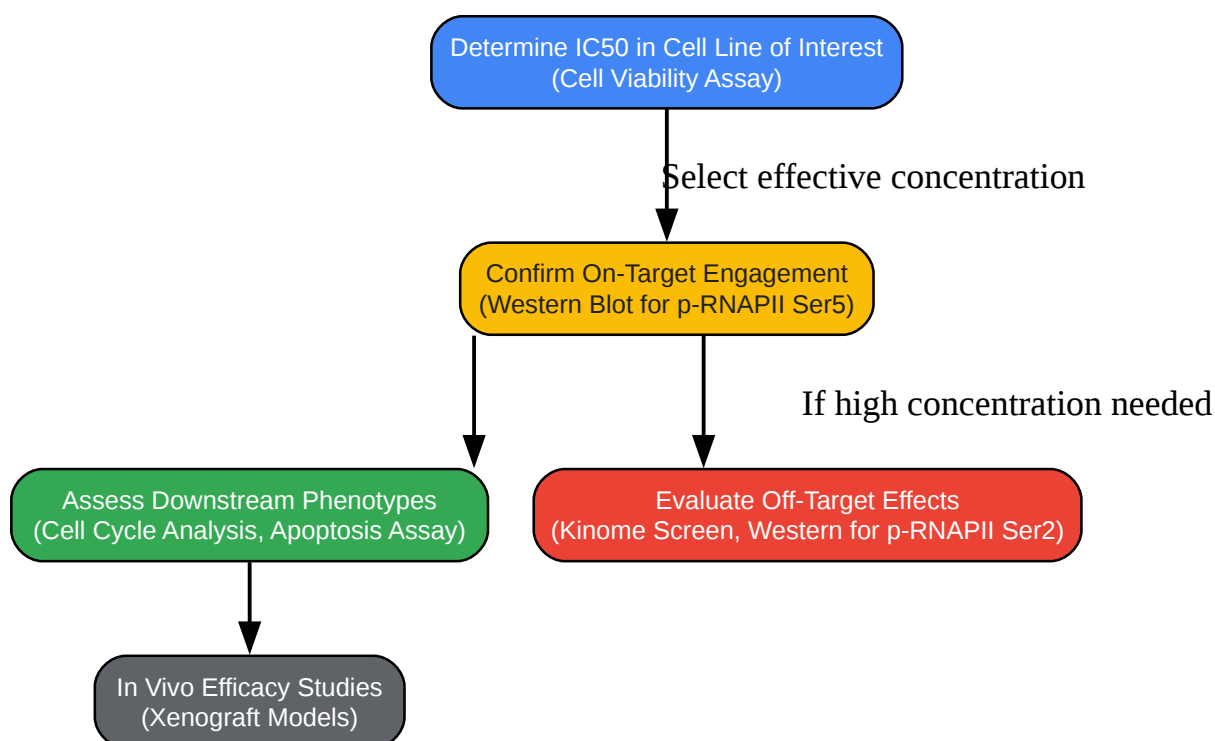 Determine IC50 in Cell Line of Interest
(Cell Viability Assay)
Select effective concentration
Confirm On-Target Engagement
(Western Blot for p-RNAPII Ser5)
If high concentration needed
Assess Downstream Phenotypes
(Cell Cycle Analysis, Apoptosis Assay)
Evaluate Off-Target Effects
(Kinome Screen, Western for p-RNAPII Ser2)
In Vivo Efficacy Studies
(Xenograft Models)